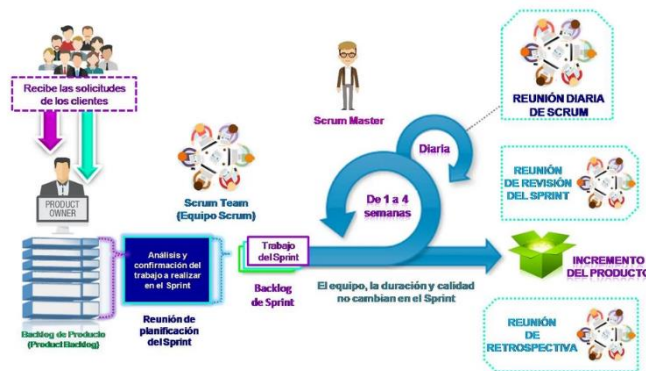 Recibe las solicitudes
de los clientes
PRODUCT
OWNER
Backlog de Producto
(Product Backlog)
Análisis y
confirmación del
trabajo a realizar
en el Sprint
Reunión de
planificación
del Sprint
Scrum Team
(Equipo Scrum)
Trabajo
del Sprint
Backlog
de Sprint
Scrum Master
Diaria
De 1 a 4
semanas
El equipo, la duración y calidad
no cambian en el Sprint
REUNIÓN DIARIA
DE SCRUM
REUNIÓN
DE REVISIÓN
DEL SPRINT
INCREMENTO
DEL PRODUCTO
REUNIÓN
DE
RETROSPECTIVA